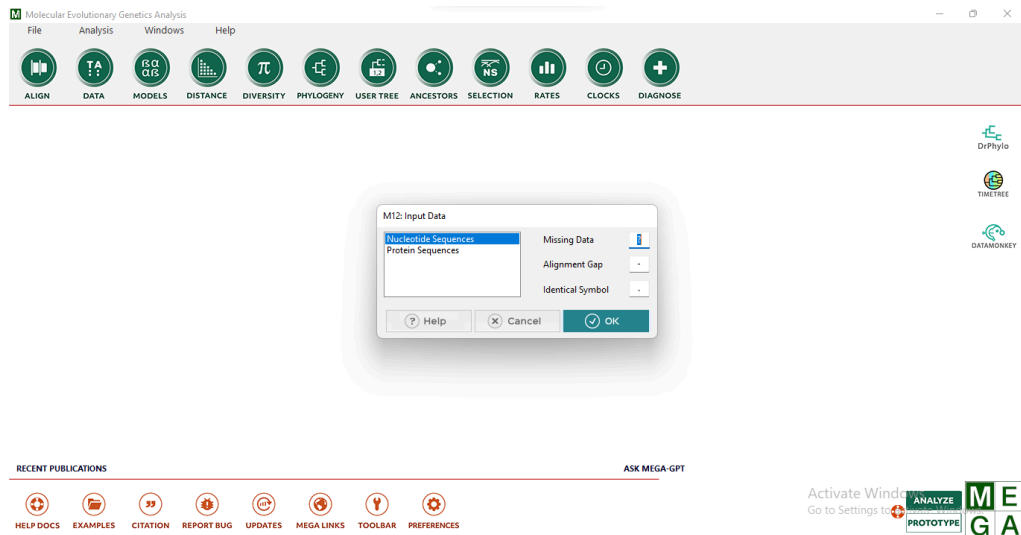 Molecular Evolutionary Genetics Analysis
File Analysis Windows Help
TA
βα
αβ
π
12
NS
ALIGN DATA MODELS DISTANCE DIVERSITY PHYLOGENY USER TREE ANCESTORS SELECTION RATES CLOCKS DIAGNOSE
DrPhylo
TIMETREE
DATAMONKEY
M12: Input Data
Nucleotide Sequences
Protein Sequences
Missing Data ?
Alignment Gap -
Identical Symbol .
? Help Cancel OK
RECENT PUBLICATIONS ASK MEGA-GPT
HELP DOCS EXAMPLES CITATION REPORT BUG UPDATES MEGA LINKS TOOLBAR PREFERENCES
Activate Windows
Go to Settings to
ANALYZE
PROTOTYPE
M E
G A